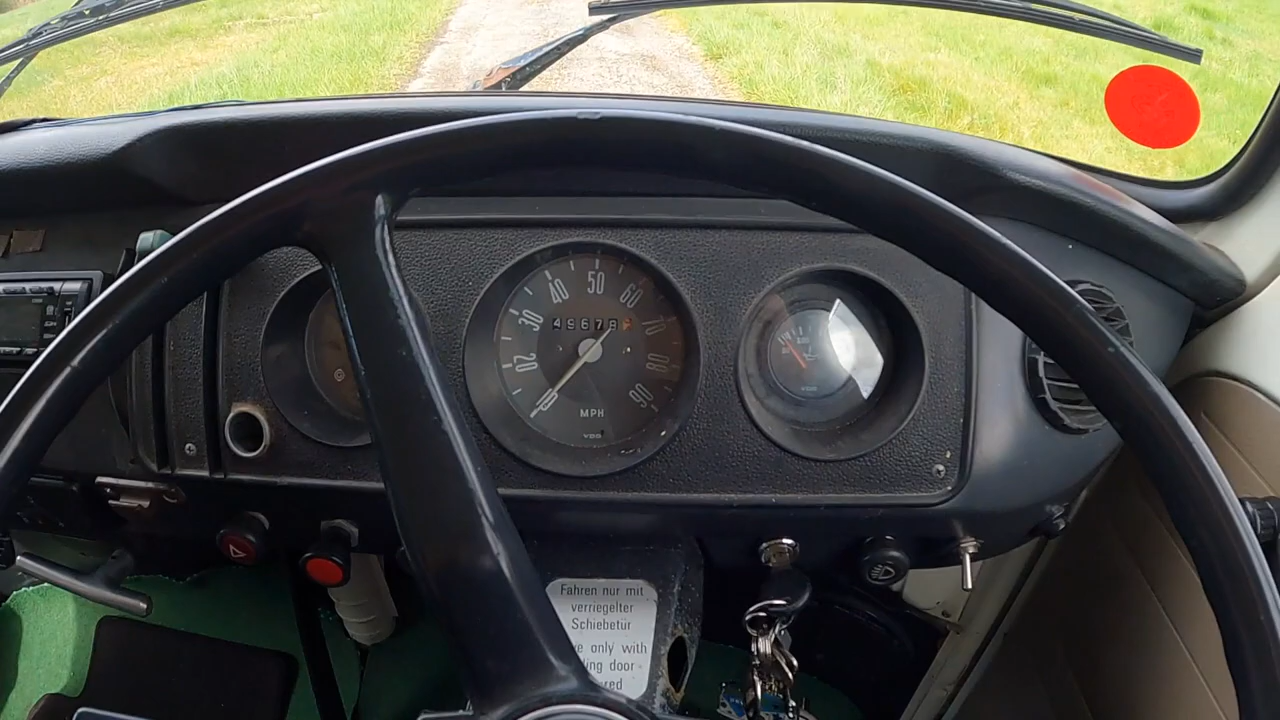 50
40
60
30
49678
70
20
80
10
90
MPH
VDO
Fahren nur mit
verriegelter
Schiebetür
only with
door